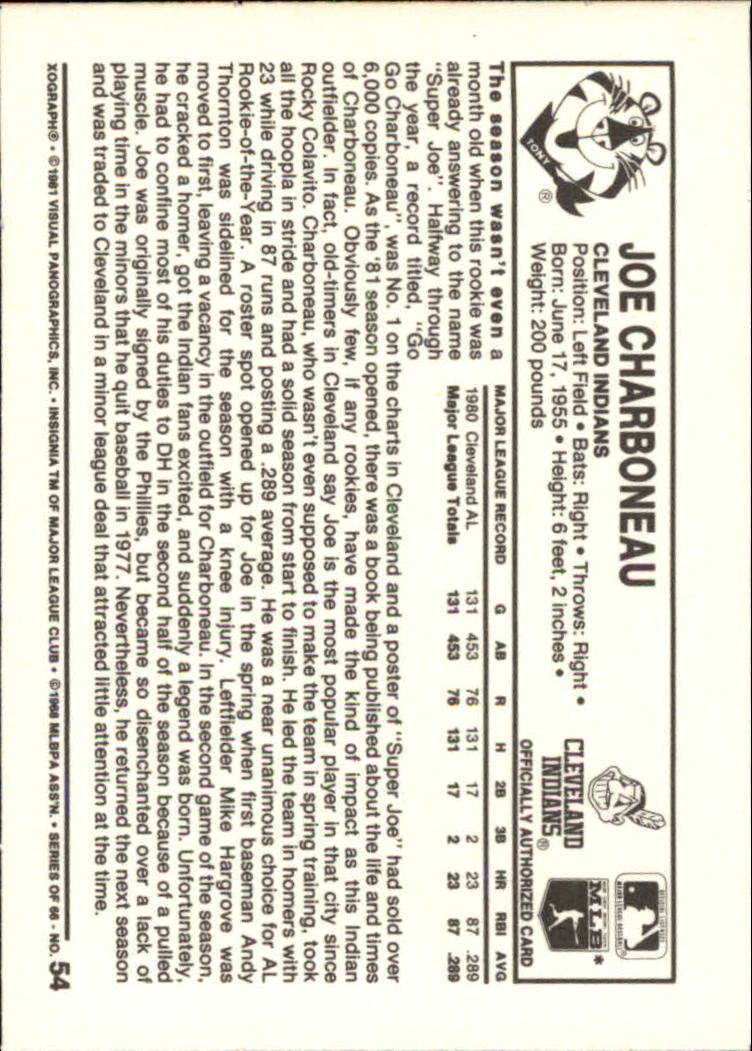 TONY
®
JOE CHARBONEAU
CLEVELAND INDIANS
Position: Left Field • Bats: Right • Throws: Right •
Born: June 17, 1955 • Height: 6 feet, 2 inches •
Weight: 200 pounds
CLEVELAND
INDIANS®
MLB*
OFFICIALLY AUTHORIZED CARD
MAJOR LEAGUE RECORD G AB R H 2B 3B HR RBI AVG
1980 Cleveland AL 131 453 76 131 17 2 23 87 .289
Major League Totals 131 453 76 131 17 2 23 87 .289
The season wasn't even a
month old when this rookie was
already answering to the name
"Super Joe". Halfway through
the year, a record titled, "Go
Go Charboneau", was No. 1 on the charts in Cleveland and a poster of "Super Joe" had sold over
6,000 copies. As the '81 season opened, there was a book being published about the life and times
of Charboneau. Obviously few, if any rookies, have made the kind of impact as this Indian
outfielder. In fact, old-timers in Cleveland say Joe is the most popular player in that city since
Rocky Colavito. Charboneau, who wasn't even supposed to make the team in spring training, took
all the hoopla in stride and had a solid season from start to finish. He led the team in homers with
23 while driving in 87 runs and posting a .289 average. He was a near unanimous choice for AL
Rookie-of-the-Year. A roster spot opened up for Joe in the spring when first baseman Andy
Thornton was sidelined for the season with a knee injury. Leftfielder Mike Hargrove was
moved to first, leaving a vacancy in the outfield for Charboneau. In the second game of the season,
he cracked a homer, got the Indian fans excited, and suddenly a legend was born. Unfortunately,
he had to confine most of his duties to DH in the second half of the season because of a pulled
muscle. Joe was originally signed by the Phillies, but became so disenchanted over a lack of
playing time in the minors that he quit baseball in 1977. Nevertheless, he returned the next season
and was traded to Cleveland in a minor league deal that attracted little attention at the time.
XOGRAPH® • ©1981 VISUAL PANOGRAPHICS, INC. • INSIGNIA TM OF MAJOR LEAGUE CLUB • ©1968 MLBPA ASS'N. • SERIES OF 66 • NO. 54